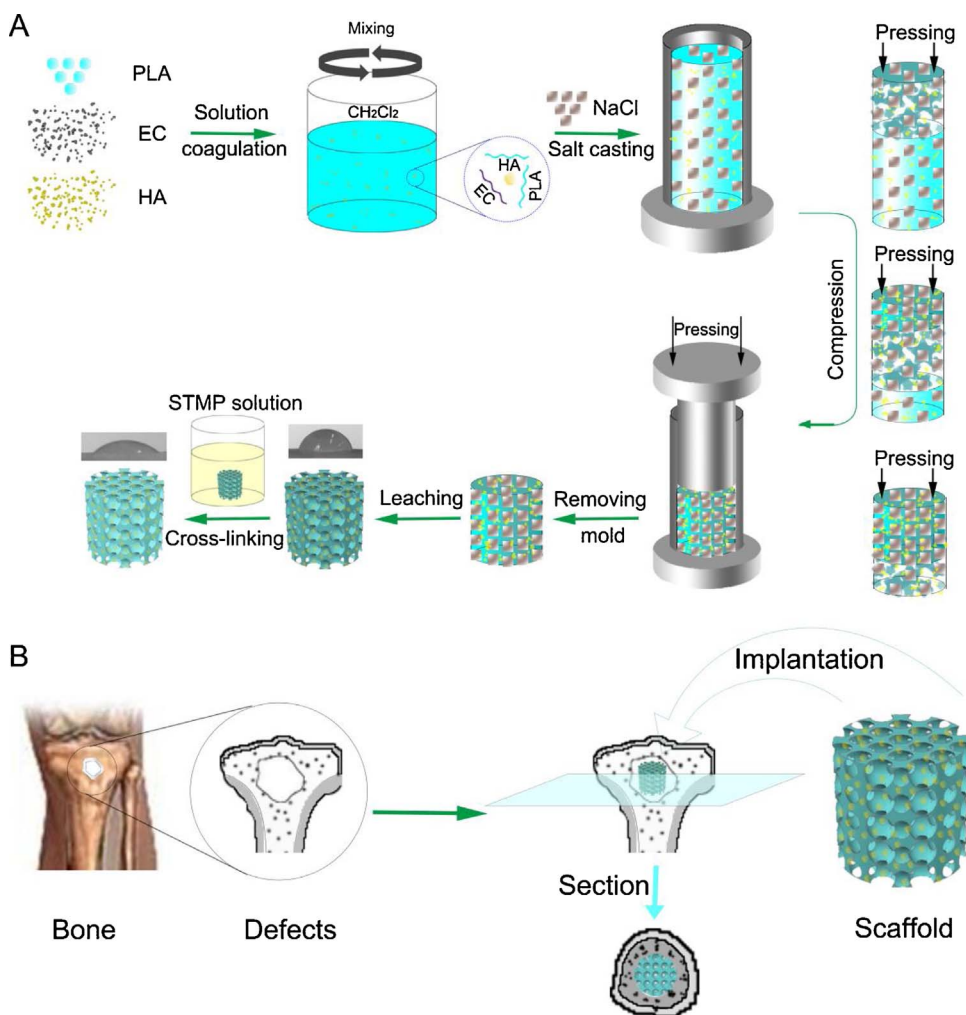 A
PLA
EC
HA
Solution
coagulation
Mixing
CH₂Cl₂
HA
EC
PLA
NaCl
Salt casting
Pressing
Pressing
Pressing
Compression
Pressing
Removing
mold
Leaching
STMP solution
Cross-linking
B
Bone
Defects
Implantation
Section
Scaffold